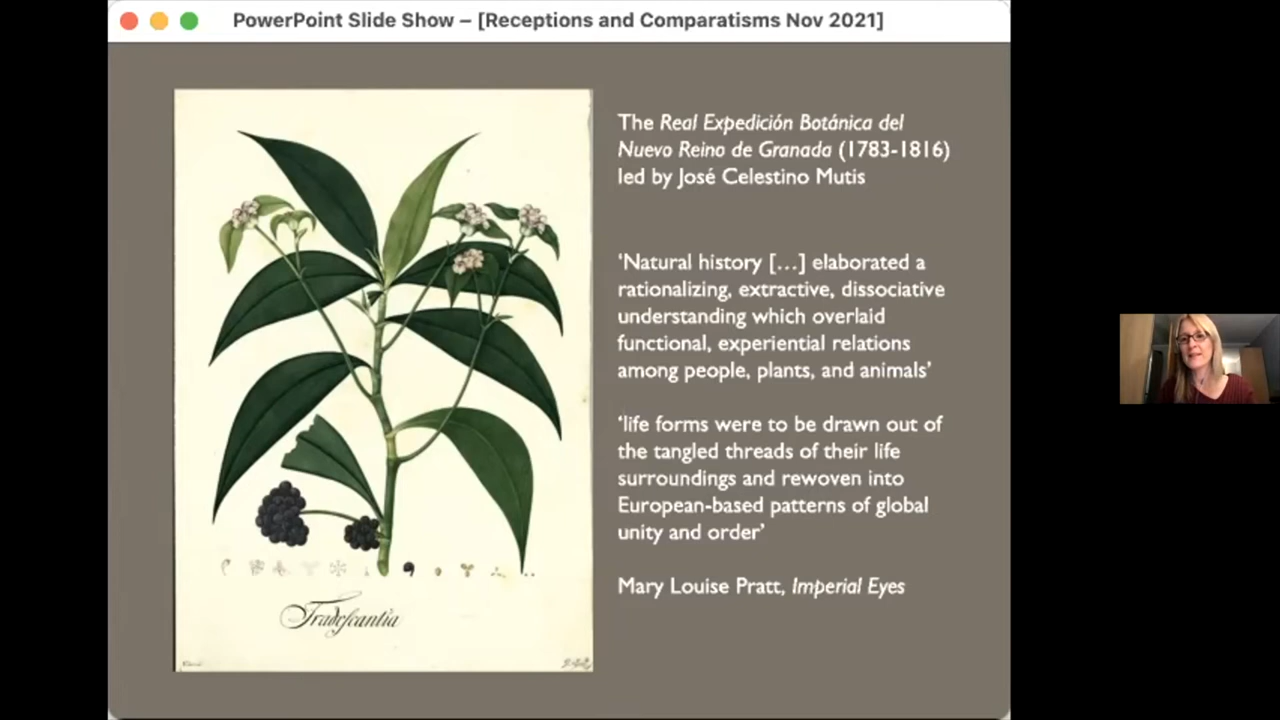 PowerPoint Slide Show – [Receptions and Comparatisms Nov 2021]
The Real Expedición Botánica del
Nuevo Reino de Granada (1783-1816)
led by José Celestino Mutis
‘Natural history […] elaborated a
rationalizing, extractive, dissociative
understanding which overlaid
functional, experiential relations
among people, plants, and animals’
‘life forms were to be drawn out of
the tangled threads of their life
surroundings and rewoven into
European-based patterns of global
unity and order’
Mary Louise Pratt, Imperial Eyes
Tradeſcantia